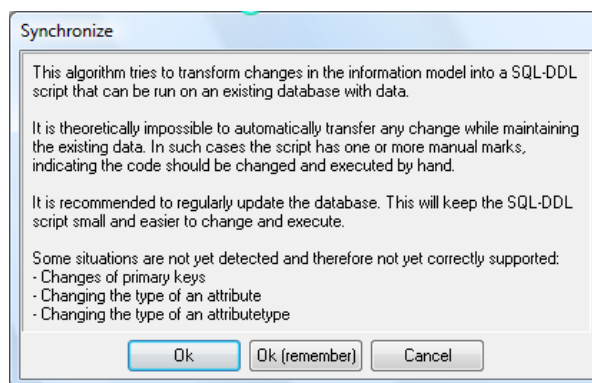 Synchronize
This algorithm tries to transform changes in the information model into a SQL-DDL
script that can be run on an existing database with data.
It is theoretically impossible to automatically transfer any change while maintaining
the existing data. In such cases the script has one or more manual marks,
indicating the code should be changed and executed by hand.
It is recommended to regularly update the database. This will keep the SQL-DDL
script small and easier to change and execute.
Some situations are not yet detected and therefore not yet correctly supported:
- Changes of primary keys
- Changing the type of an attribute
- Changing the type of an attributetype
Ok Ok (remember) Cancel